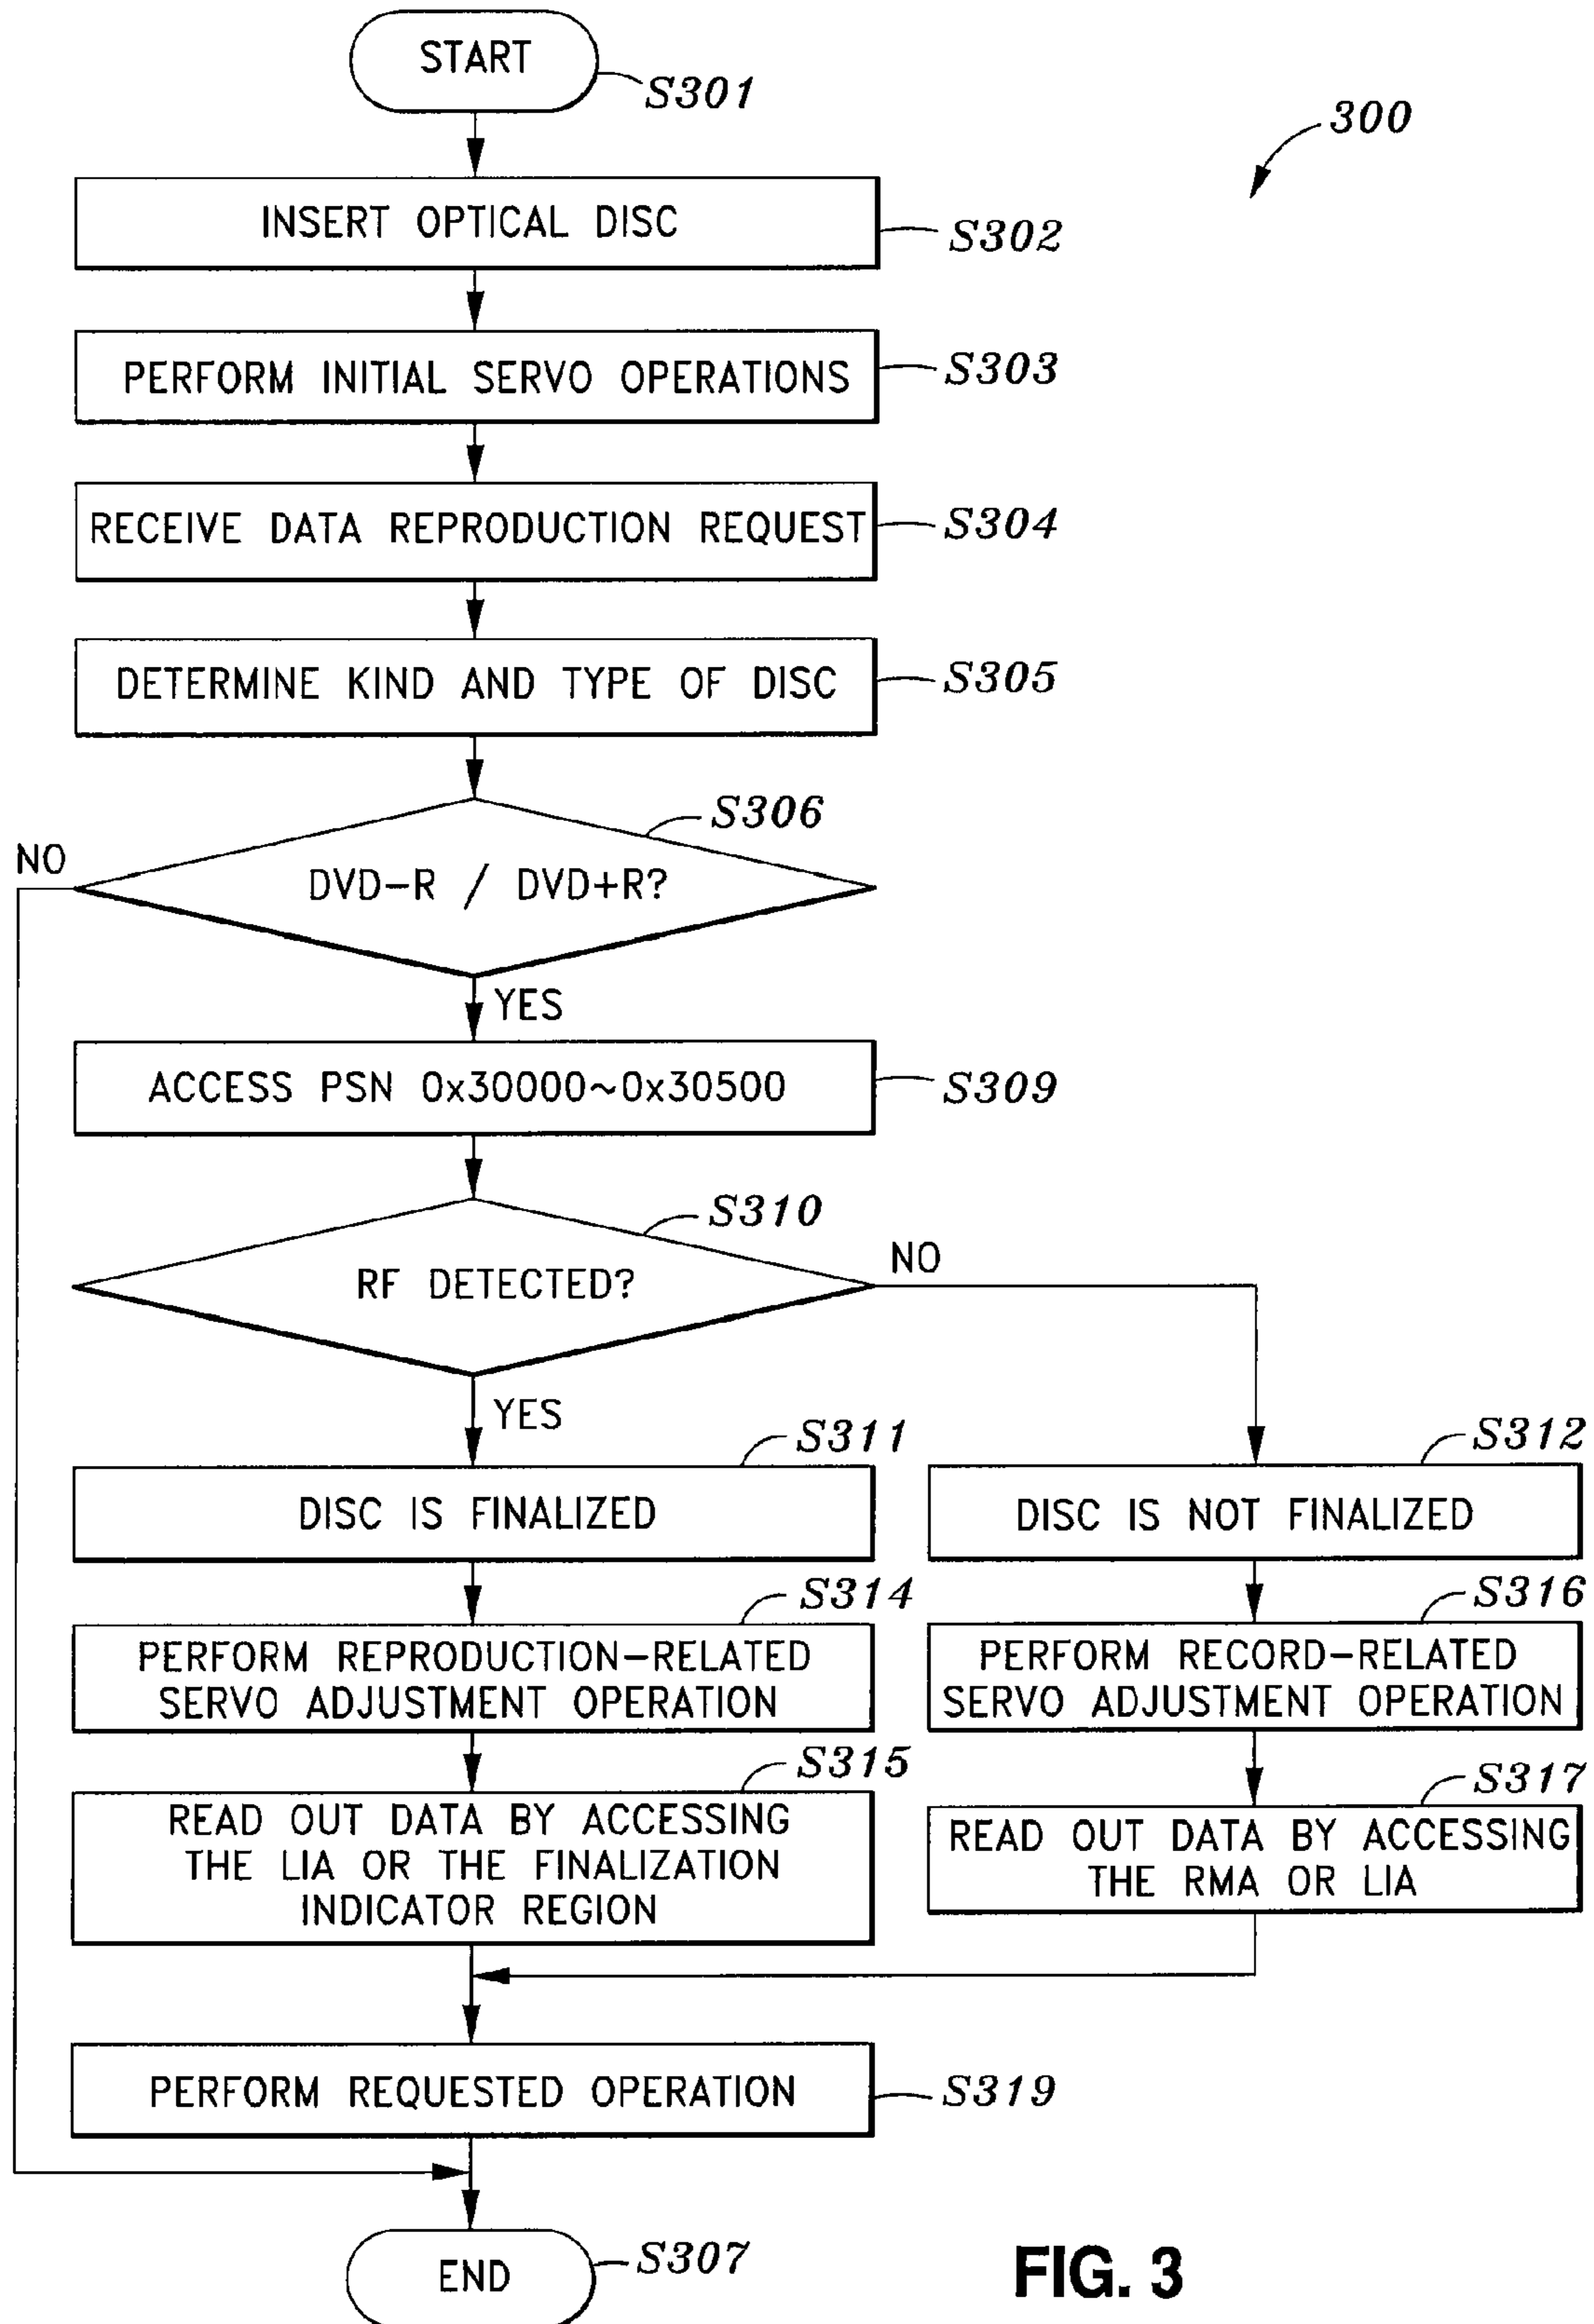 START
S301
300
INSERT OPTICAL DISC
S302
PERFORM INITIAL SERVO OPERATIONS
S303
RECEIVE DATA REPRODUCTION REQUEST
S304
DETERMINE KIND AND TYPE OF DISC
S305
S306
NO
DVD-R / DVD+R?
YES
ACCESS PSN 0x30000~0x30500
S309
S310
NO
RF DETECTED?
YES
S311
DISC IS FINALIZED
S312
DISC IS NOT FINALIZED
S314
PERFORM REPRODUCTION-RELATED
SERVO ADJUSTMENT OPERATION
S316
PERFORM RECORD-RELATED
SERVO ADJUSTMENT OPERATION
S315
READ OUT DATA BY ACCESSING
THE LIA OR THE FINALIZATION
INDICATOR REGION
S317
READ OUT DATA BY ACCESSING
THE RMA OR LIA
PERFORM REQUESTED OPERATION
S319
END
S307
FIG. 3